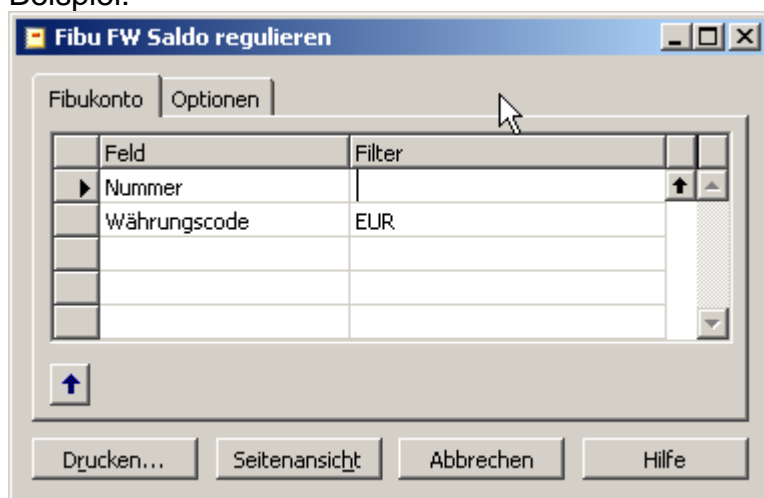 Beispiel:
Fibu FW Saldo regulieren
Fibukonto Optionen
Feld Filter
Nummer
Währungscode EUR
Drucken... Seitenansicht Abbrechen Hilfe